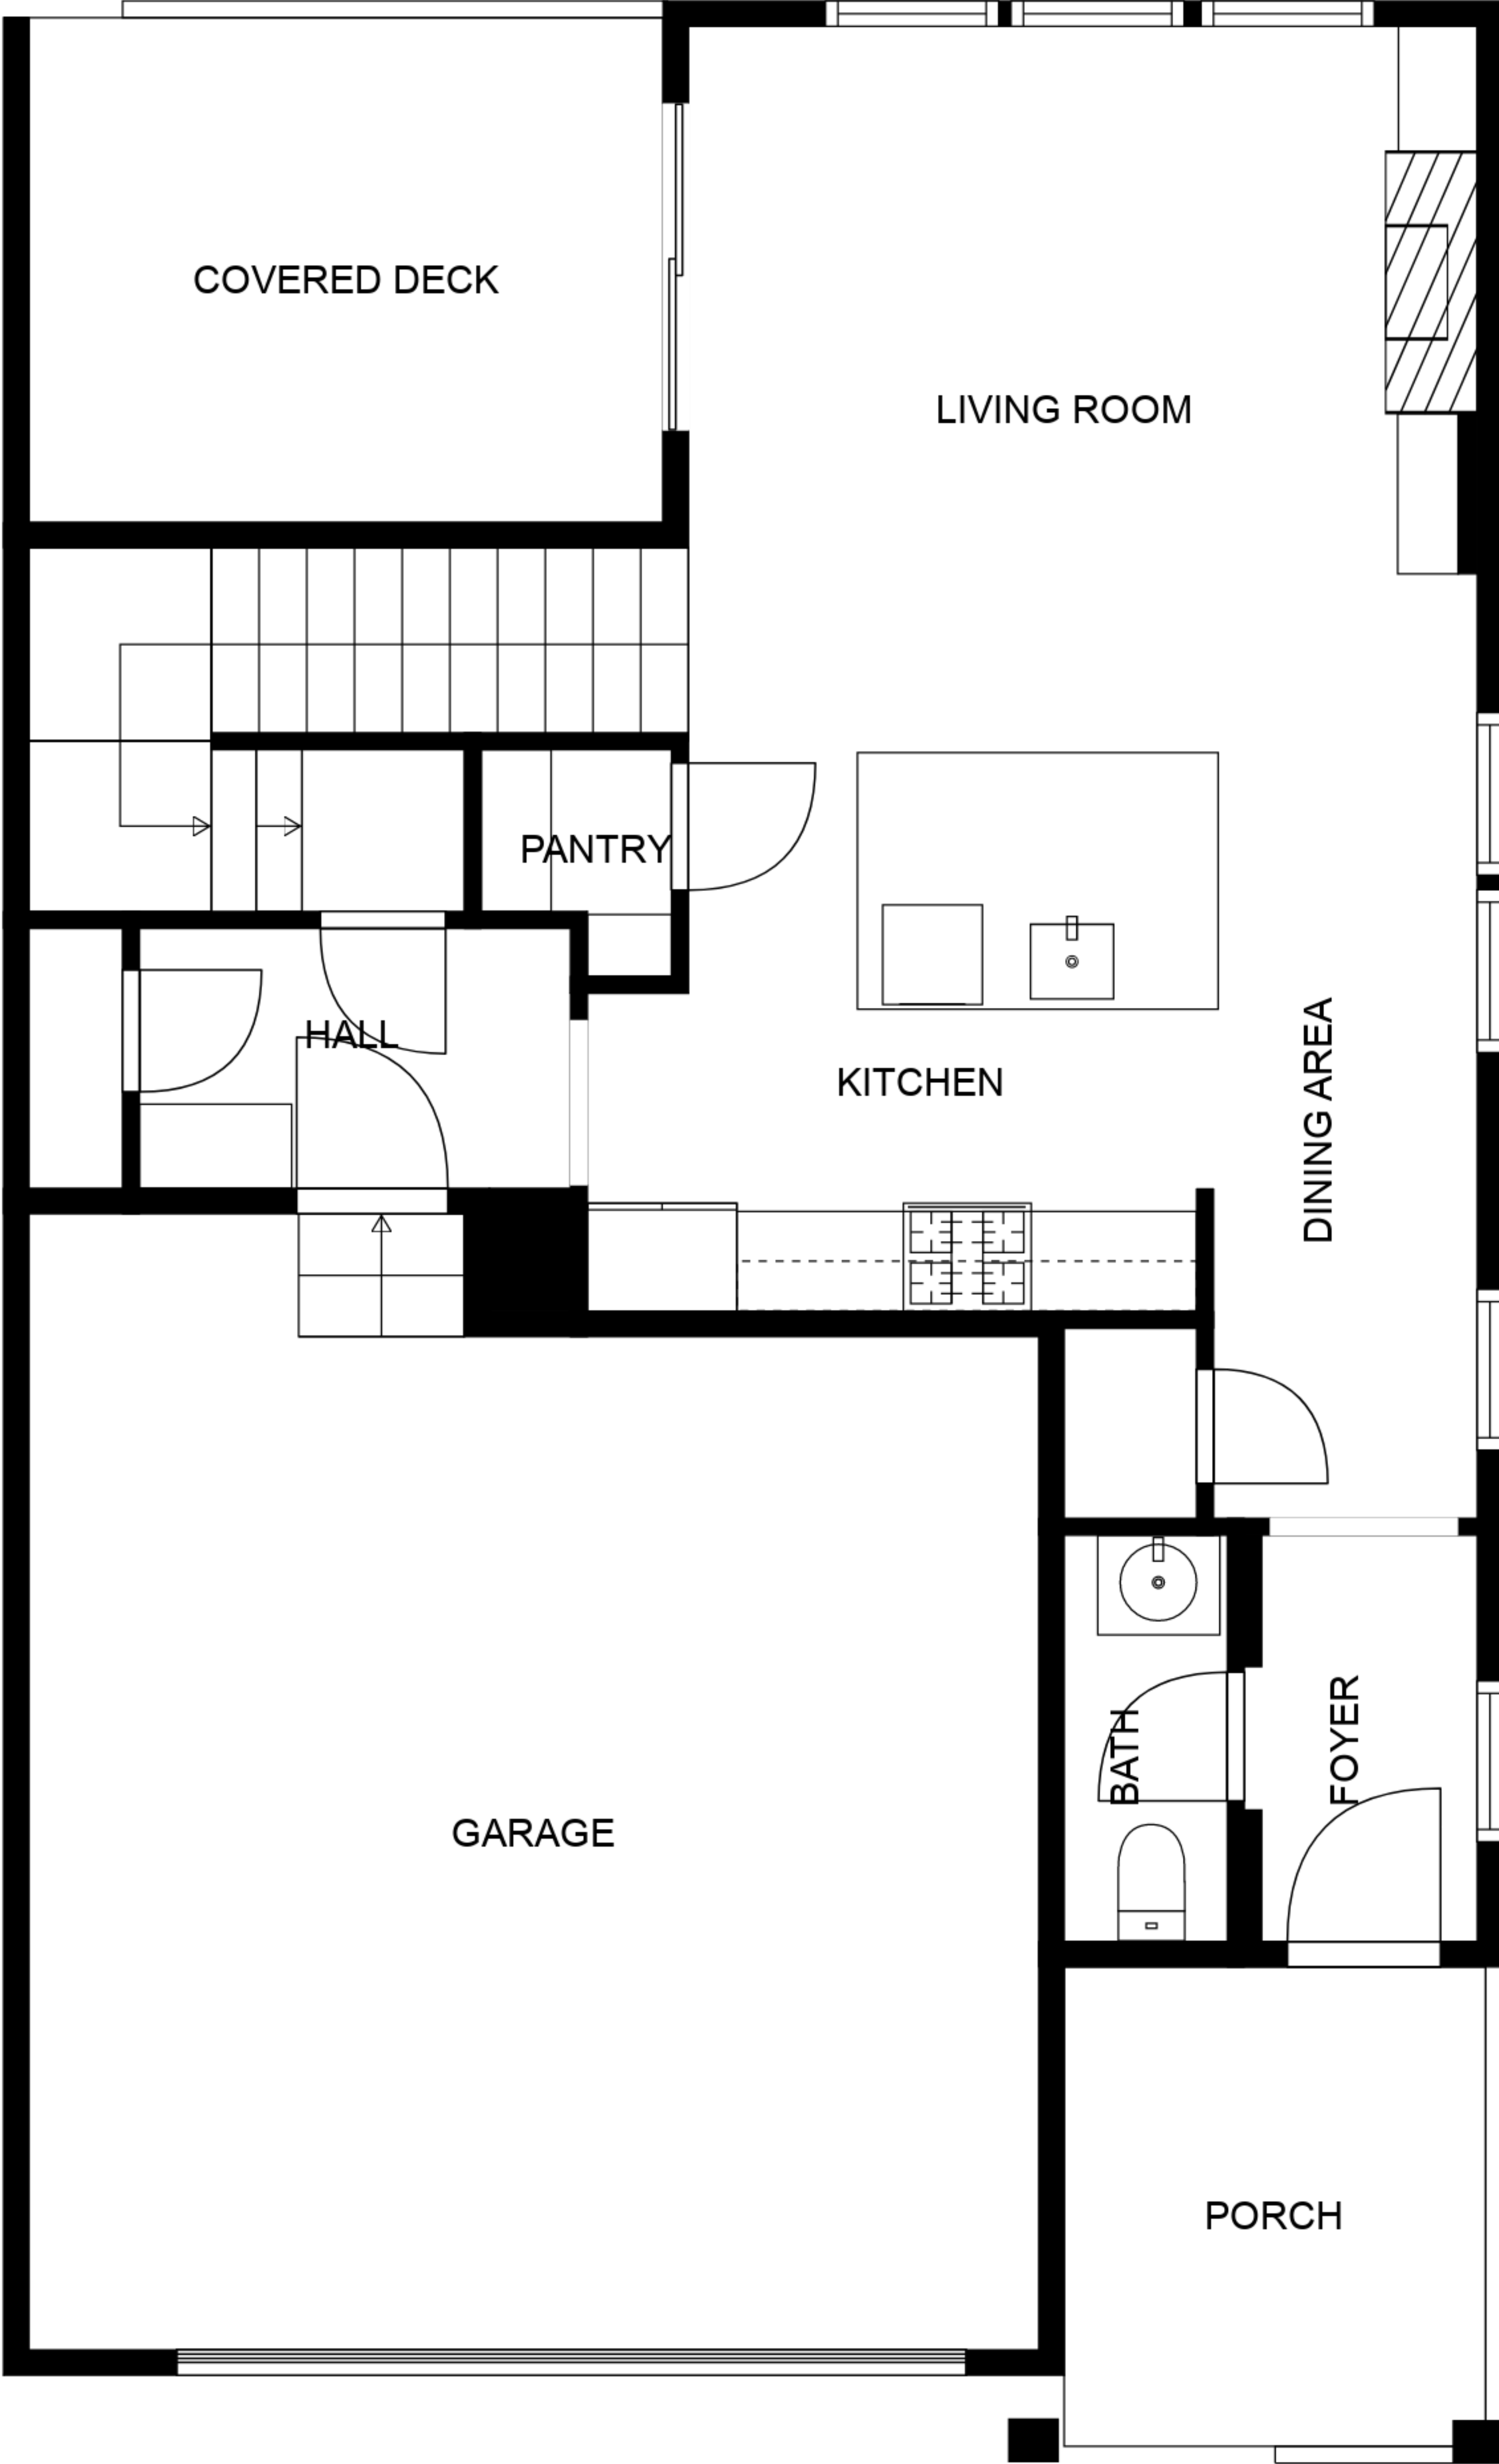 COVERED DECK
LIVING ROOM
PANTRY
HALL
KITCHEN
DINING AREA
BATH
FOYER
GARAGE
PORCH